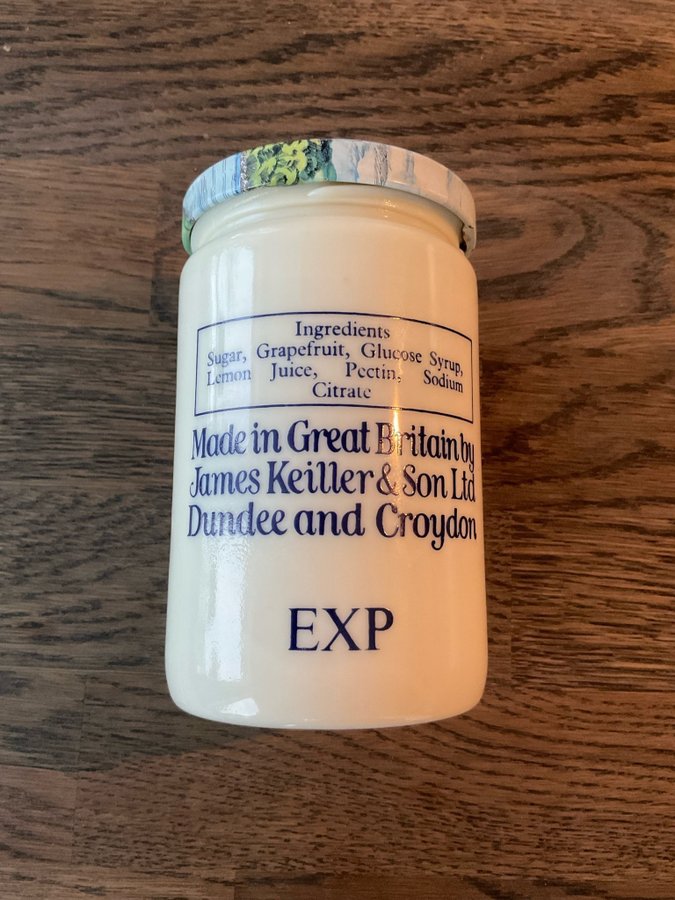 Ingredients
Sugar, Grapefruit, Glucose Syrup,
Lemon Juice, Pectin, Sodium
Citrate
Made in Great Britain by
James Keiller & Son Ltd
Dundee and Croydon
EXP